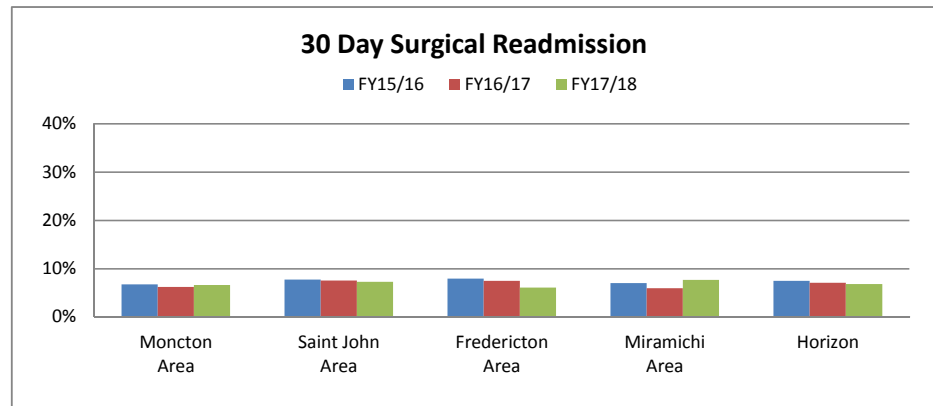 30 Day Surgical Readmission
FY15/16 FY16/17 FY17/18
40%
30%
20%
10%
0%
Moncton Area
Saint John Area
Fredericton Area
Miramichi Area
Horizon